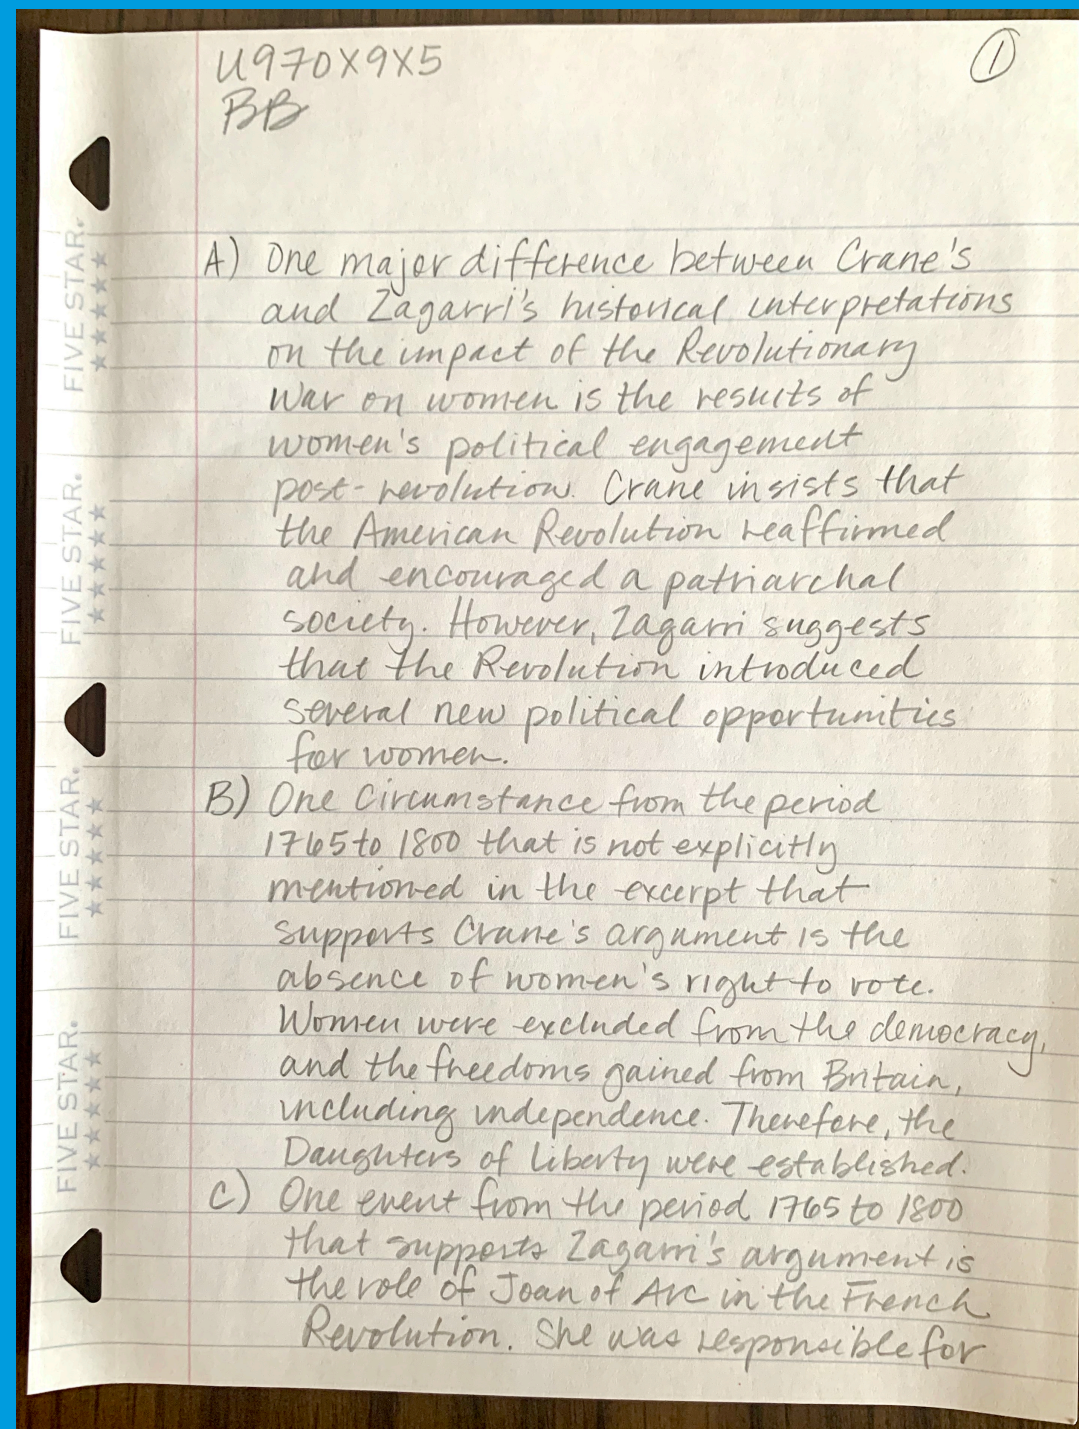 U970X9X5
①
BB
A) One major difference between Crane's
and Zagarri's historical interpretations
on the impact of the Revolutionary
War on women is the results of
women's political engagement
post-revolution. Crane insists that
the American Revolution reaffirmed
and encouraged a patriarchal
society. However, Zagarri suggests
that the Revolution introduced
several new political opportunities
for women.
B) One Circumstance from the period
1765 to 1800 that is not explicitly
mentioned in the excerpt that
supports Crane's argument is the
absence of women's right to vote.
Women were excluded from the democracy,
and the freedoms gained from Britain,
including independence. Therefore, the
Daughters of Liberty were established.
C) One event from the period 1765 to 1800
that supports Zagarri's argument is
the role of Joan of Arc in the French
Revolution. She was responsible for
FIVE STAR.
FIVE STAR.
FIVE STAR.
FIVE STAR.